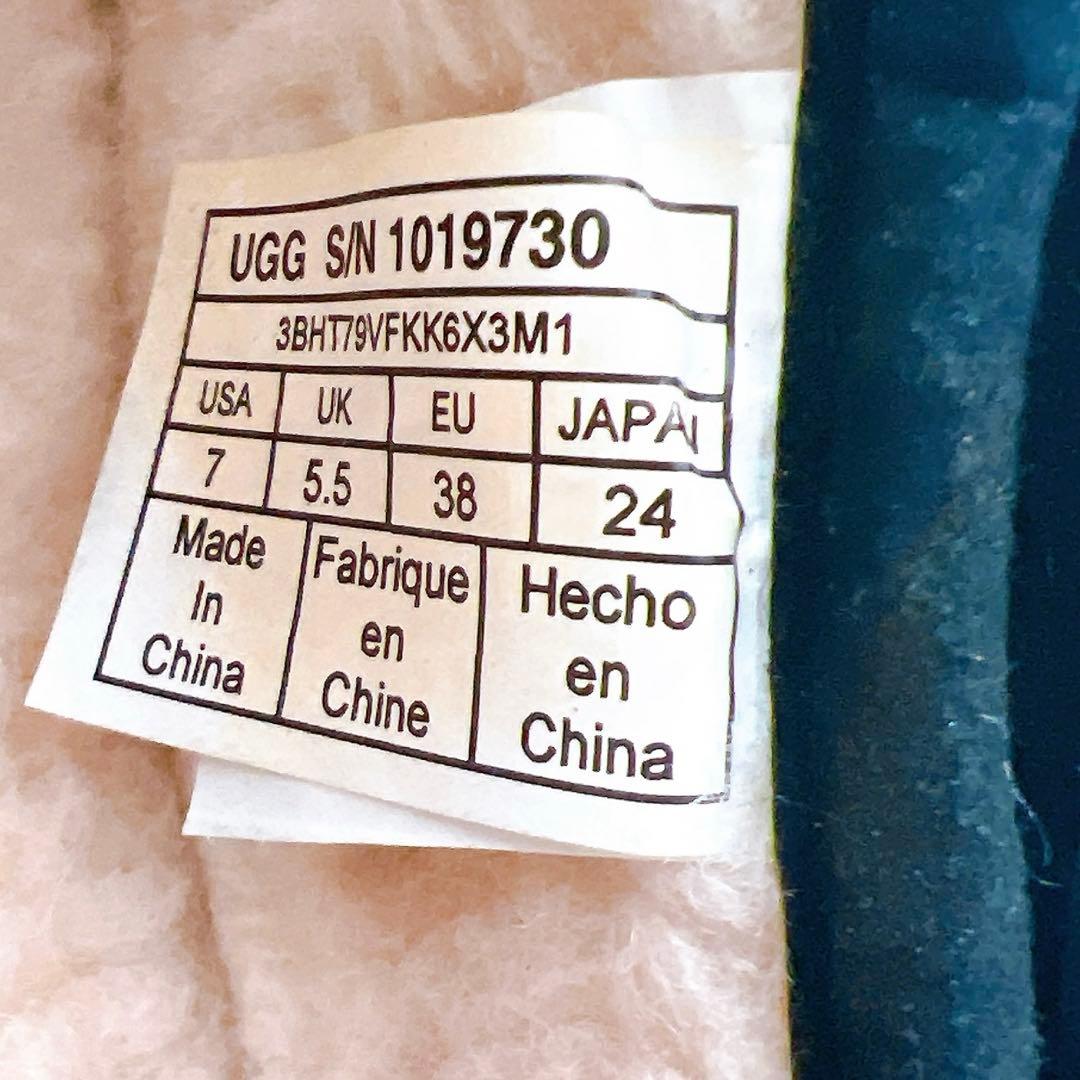 UGG S/N 1019730
3BHT79VFKK6X3M1
USA UK EU JAPAN
7 5.5 38 24
Made In China
Fabrique en Chine
Hecho en China